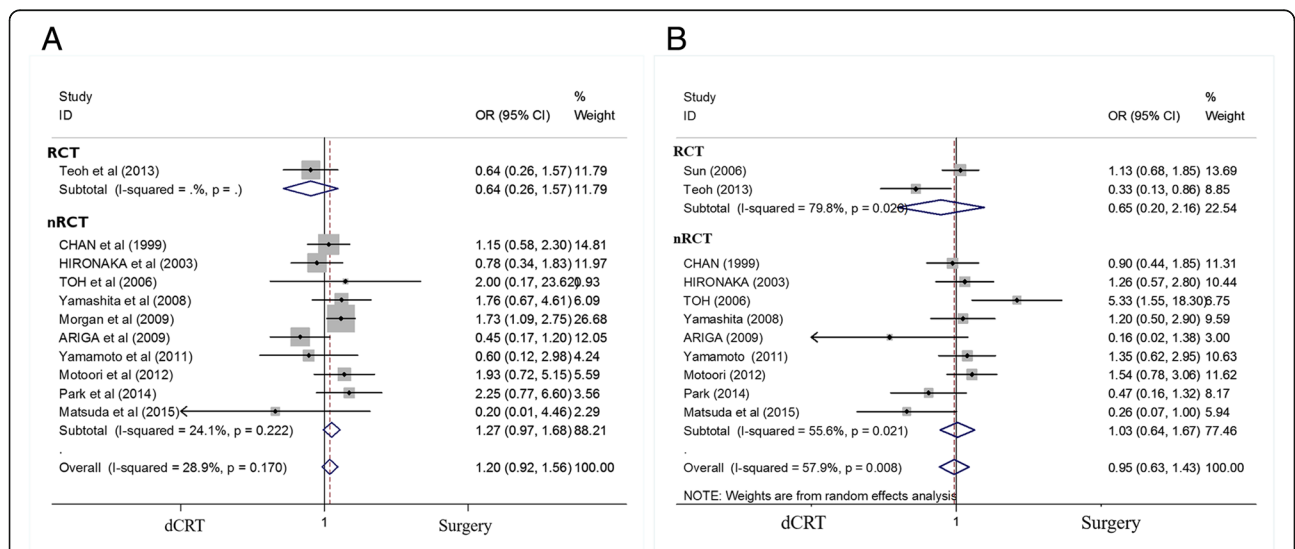 A
Study
%
ID OR (95% CI) Weight
RCT
Teoh et al (2013) 0.64 (0.26, 1.57) 11.79
Subtotal (I-squared = .%, p = .) 0.64 (0.26, 1.57) 11.79
nRCT
CHAN et al (1999) 1.15 (0.58, 2.30) 14.81
HIRONAKA et al (2003) 0.78 (0.34, 1.83) 11.97
TOH et al (2006) 2.00 (0.17, 23.62) 0.93
Yamashita et al (2008) 1.76 (0.67, 4.61) 6.09
Morgan et al (2009) 1.73 (1.09, 2.75) 26.68
ARIGA et al (2009) 0.45 (0.17, 1.20) 12.05
Yamamoto et al (2011) 0.60 (0.12, 2.98) 4.24
Motoori et al (2012) 1.93 (0.72, 5.15) 5.59
Park et al (2014) 2.25 (0.77, 6.60) 3.56
Matsuda et al (2015) 0.20 (0.01, 4.46) 2.29
Subtotal (I-squared = 24.1%, p = 0.222) 1.27 (0.97, 1.68) 88.21
.
Overall (I-squared = 28.9%, p = 0.170) 1.20 (0.92, 1.56) 100.00
dCRT 1 Surgery
B
Study
%
ID OR (95% CI) Weight
RCT
Sun (2006) 1.13 (0.68, 1.85) 13.69
Teoh (2013) 0.33 (0.13, 0.86) 8.85
Subtotal (I-squared = 79.8%, p = 0.026) 0.65 (0.20, 2.16) 22.54
nRCT
CHAN (1999) 0.90 (0.44, 1.85) 11.31
HIRONAKA (2003) 1.26 (0.57, 2.80) 10.44
TOH (2006) 5.33 (1.55, 18.30) 6.75
Yamashita (2008) 1.20 (0.50, 2.90) 9.59
ARIGA (2009) 0.16 (0.02, 1.38) 3.00
Yamamoto (2011) 1.35 (0.62, 2.95) 10.63
Motoori (2012) 1.54 (0.78, 3.06) 11.62
Park (2014) 0.47 (0.16, 1.32) 8.17
Matsuda et al (2015) 0.26 (0.07, 1.00) 5.94
Subtotal (I-squared = 55.6%, p = 0.021) 1.03 (0.64, 1.67) 77.46
.
Overall (I-squared = 57.9%, p = 0.008) 0.95 (0.63, 1.43) 100.00
NOTE: Weights are from random effects analysis
dCRT 1 Surgery